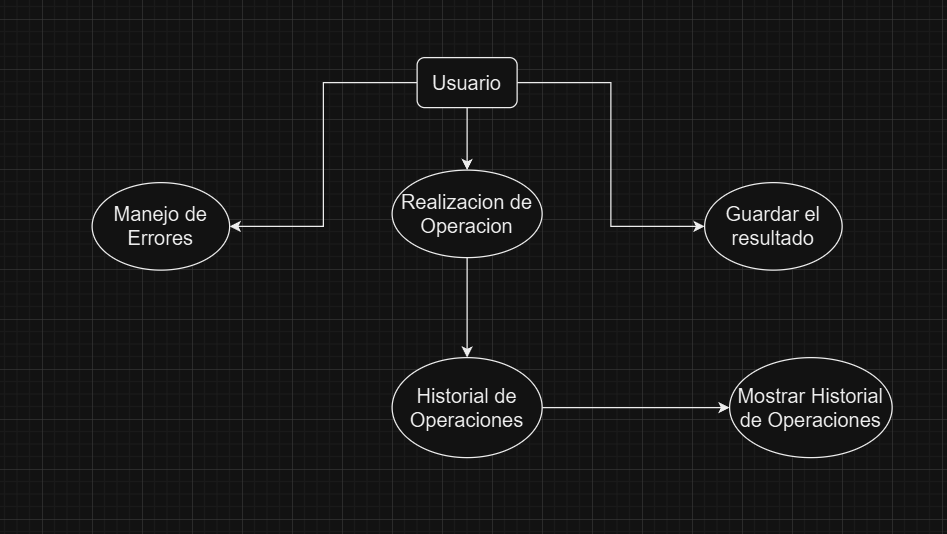 Usuario
Manejo de
Errores
Realizacion de
Operacion
Guardar el
resultado
Historial de
Operaciones
Mostrar Historial
de Operaciones